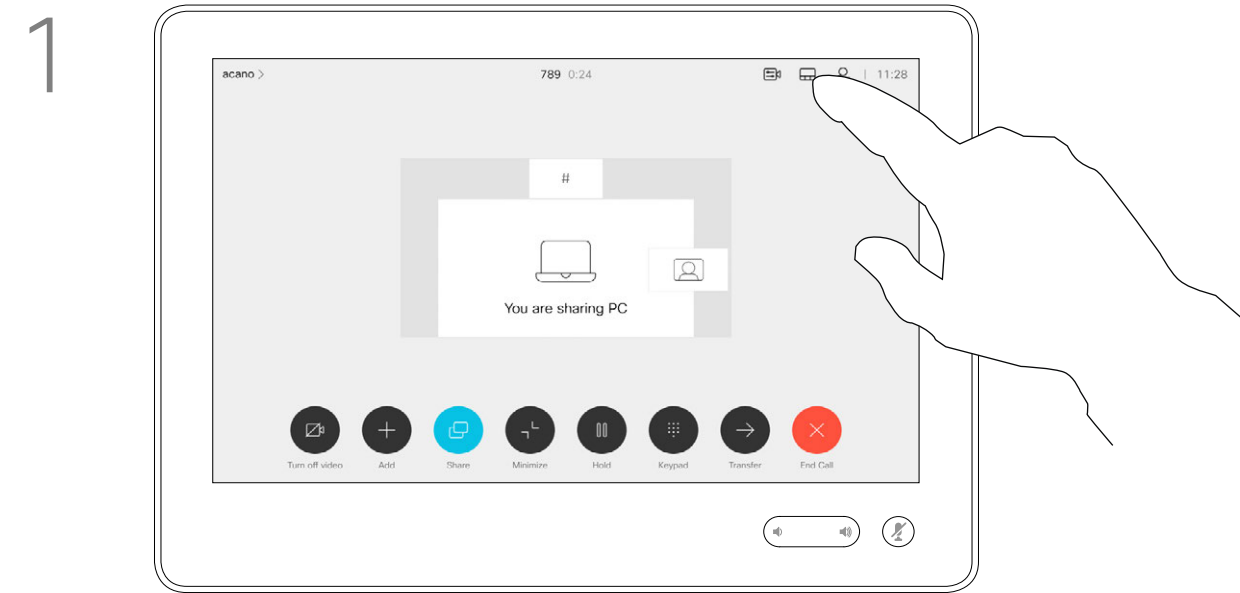 1
acano >
789 0:24
11:28
#
You are sharing PC
Turn off video Add Share Minimize Hold Keypad Transfer End Call